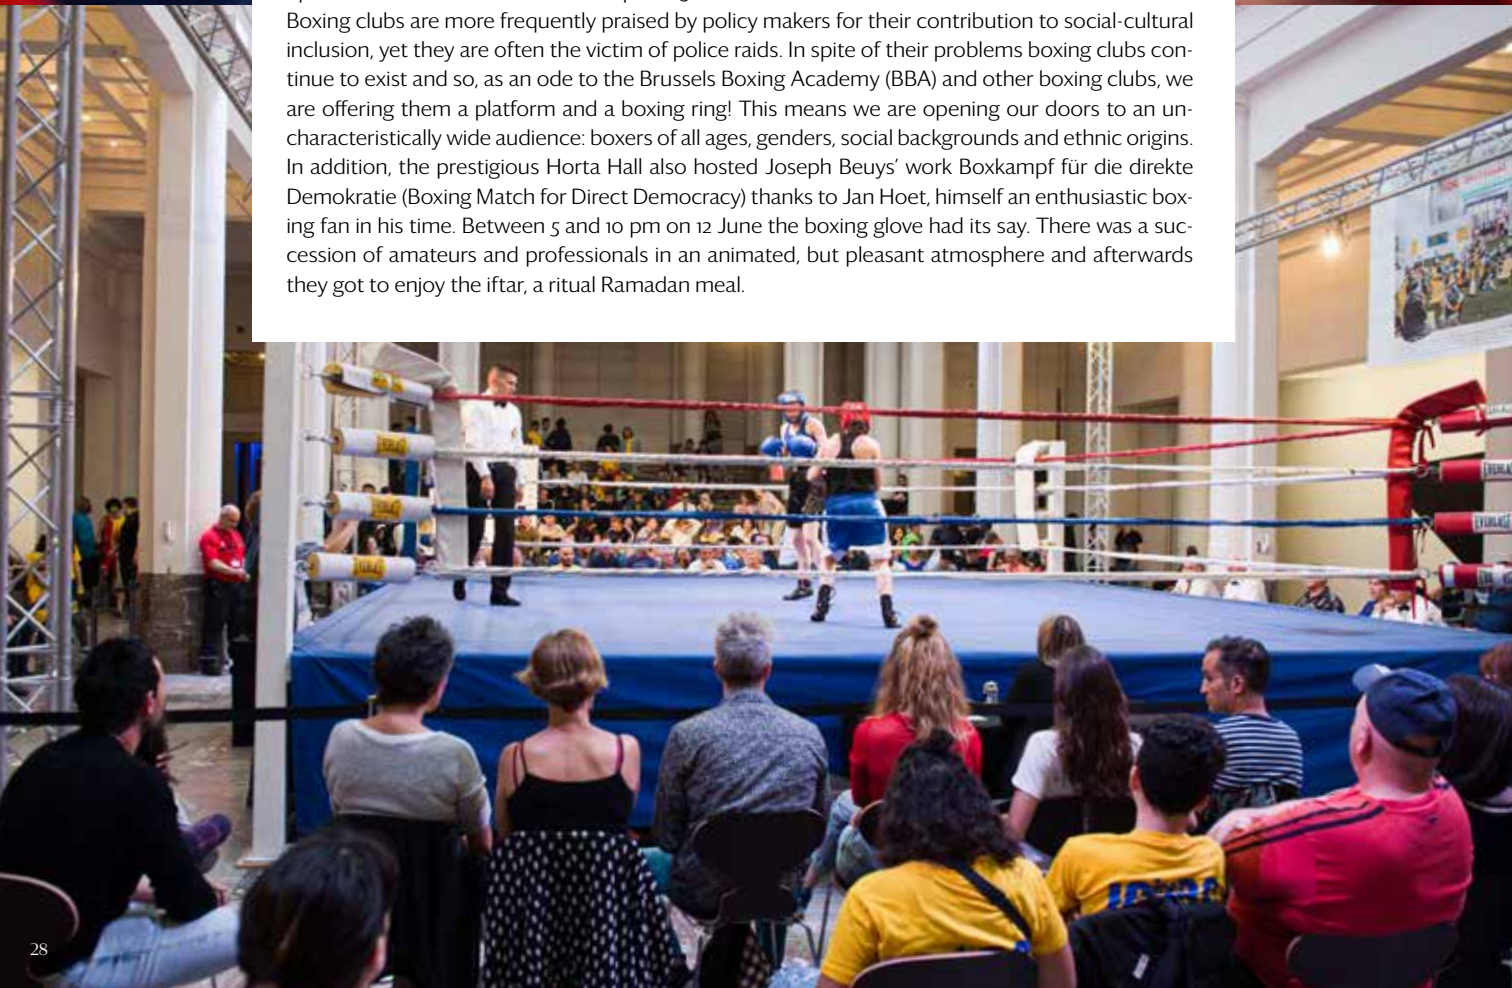 Boxing clubs are more frequently praised by policy makers for their contribution to social-cultural
inclusion, yet they are often the victim of police raids. In spite of their problems boxing clubs con-
tinue to exist and so, as an ode to the Brussels Boxing Academy (BBA) and other boxing clubs, we
are offering them a platform and a boxing ring! This means we are opening our doors to an un-
characteristically wide audience: boxers of all ages, genders, social backgrounds and ethnic origins.
In addition, the prestigious Horta Hall also hosted Joseph Beuys’ work Boxkampf für die direkte
Demokratie (Boxing Match for Direct Democracy) thanks to Jan Hoet, himself an enthusiastic box-
ing fan in his time. Between 5 and 10 pm on 12 June the boxing glove had its say. There was a suc-
cession of amateurs and professionals in an animated, but pleasant atmosphere and afterwards
they got to enjoy the iftar, a ritual Ramadan meal.
EVERLAST
EVERLAST
EVERLAST
EVERLAST
28